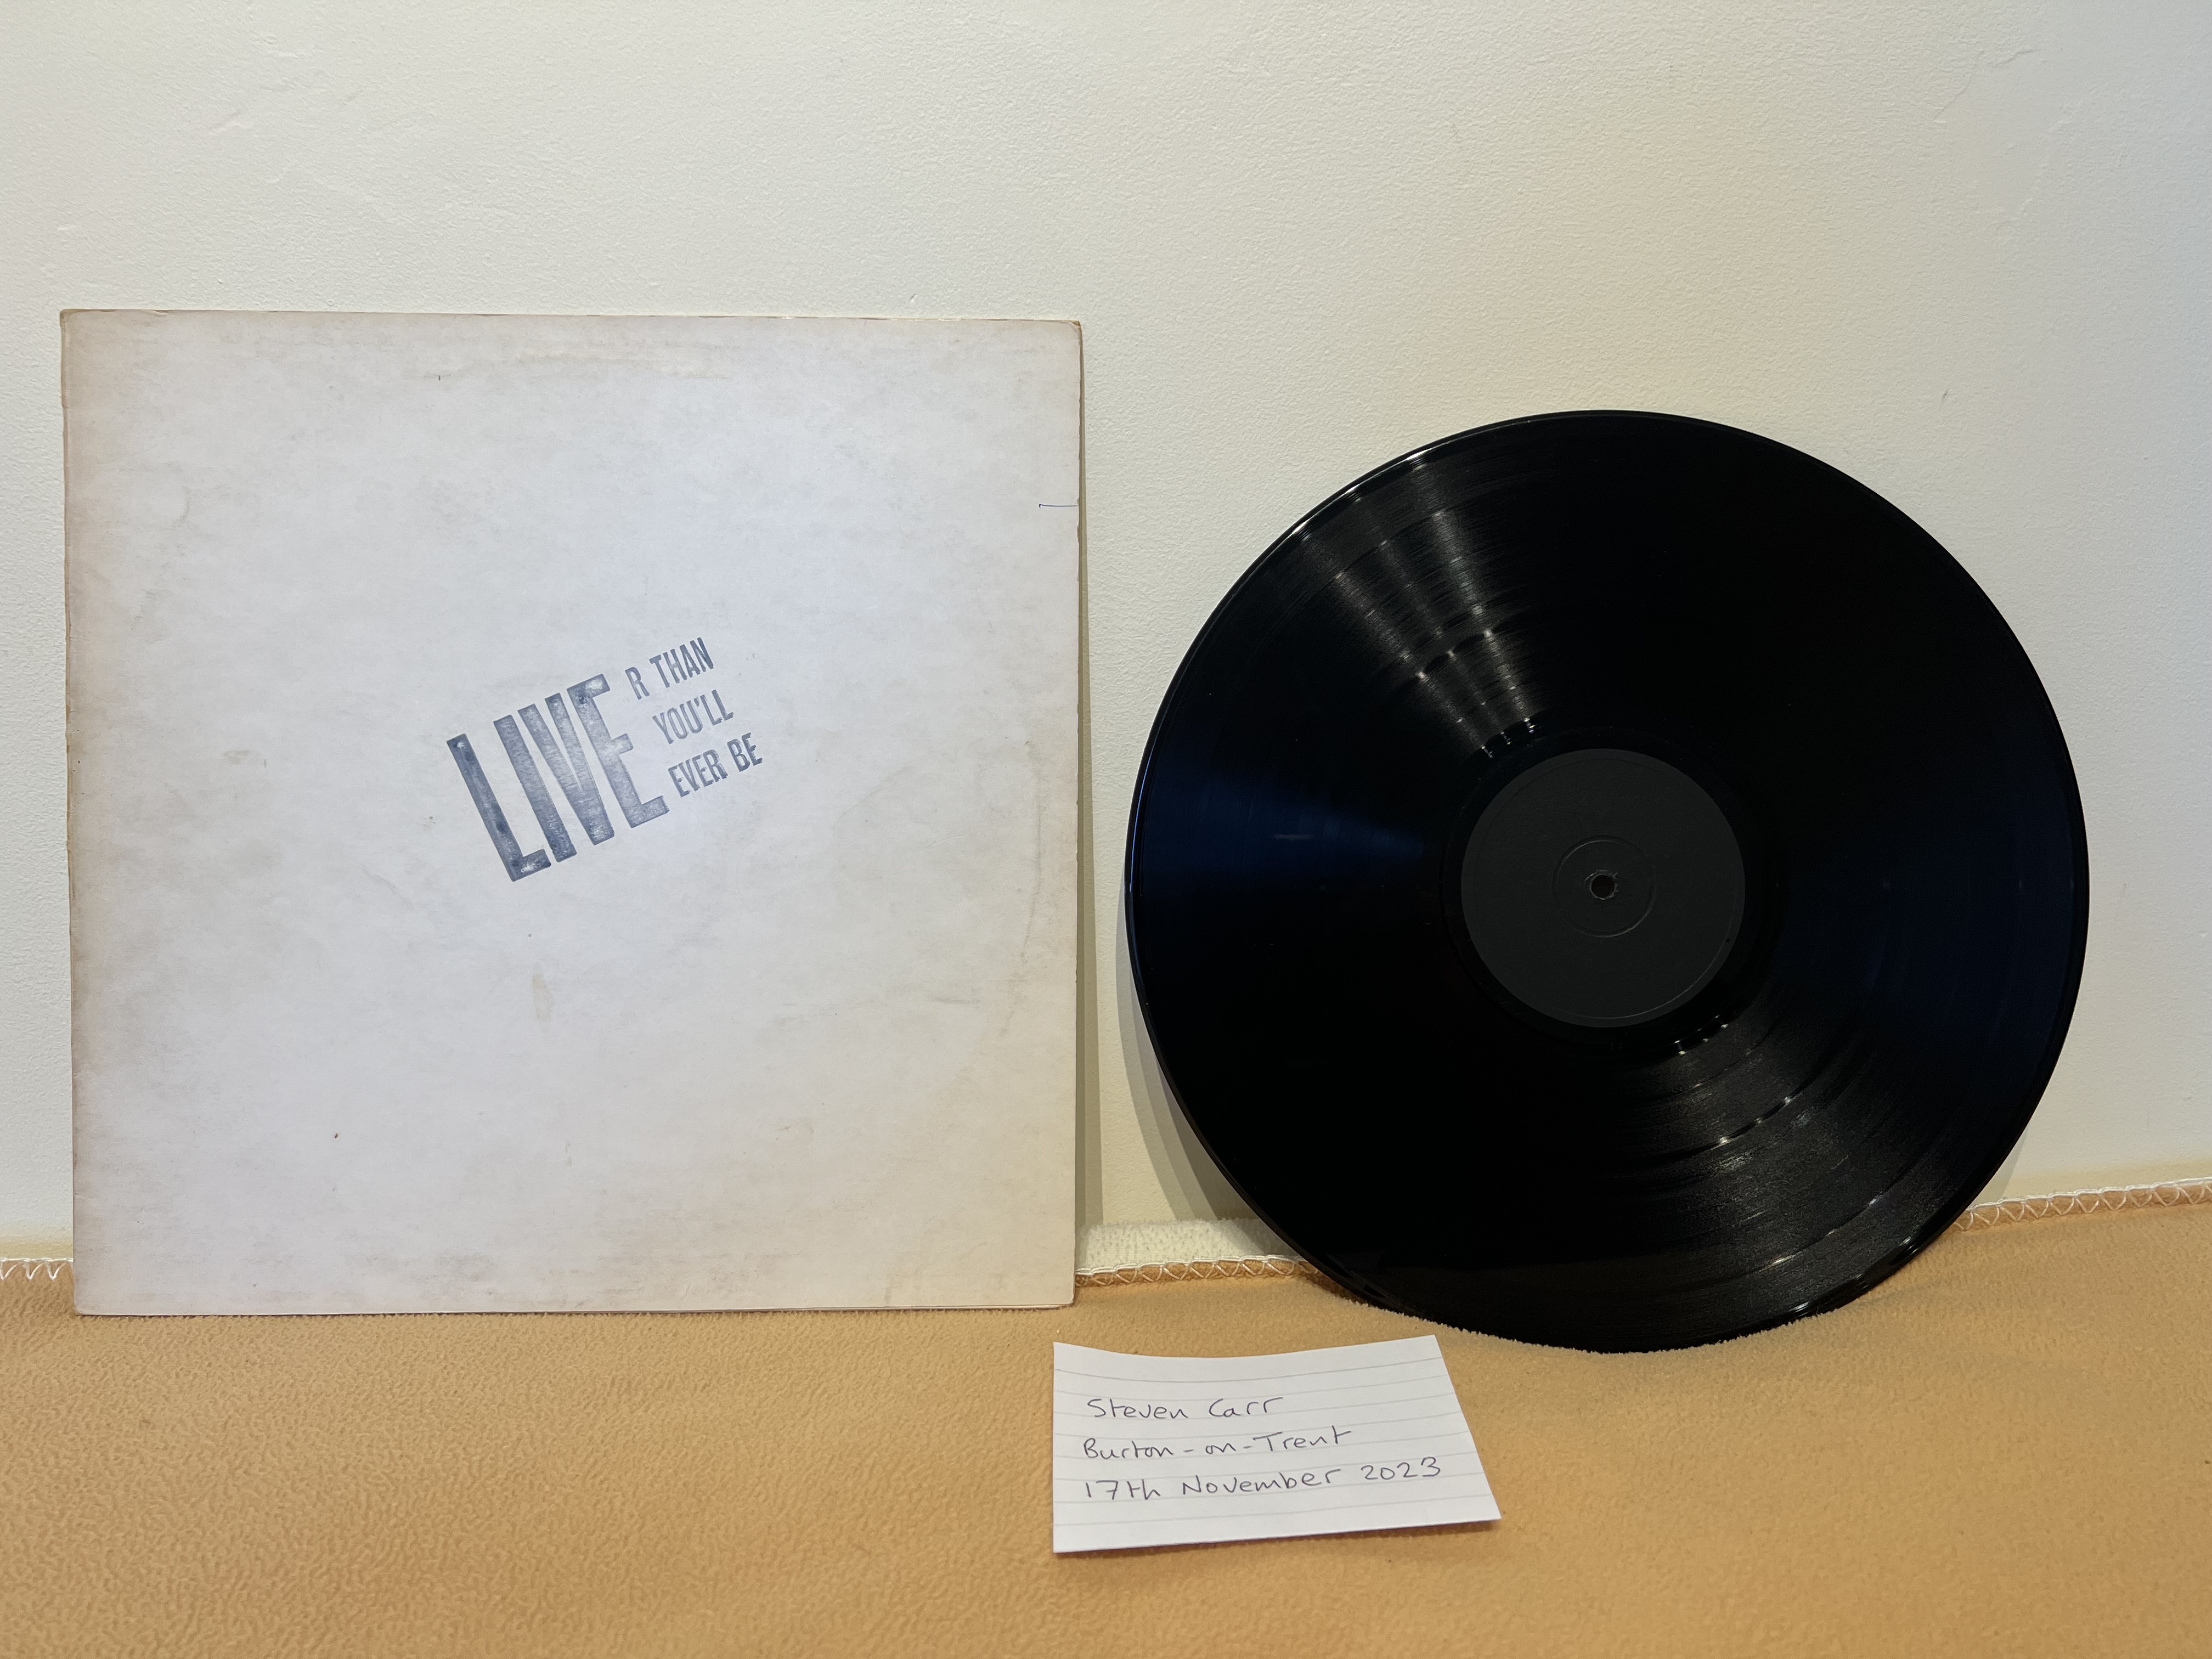 LIVE R THAN
YOU'LL
EVER BE
Steven Carr
Burton-on-Trent
17th November 2023